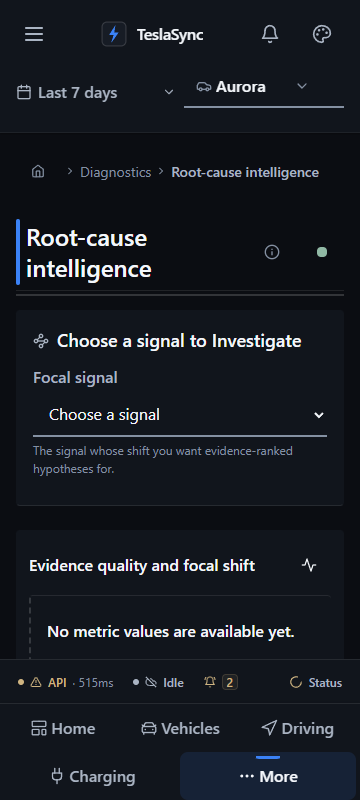 TeslaSync
Last 7 days
Aurora
Diagnostics
Root-cause intelligence
Root-cause
intelligence
Choose a signal to Investigate
Focal signal
Choose a signal
The signal whose shift you want evidence-ranked
hypotheses for.
Evidence quality and focal shift
No metric values are available yet.
API · 515ms
Idle
2
Status
Home
Vehicles
Driving
Charging
More